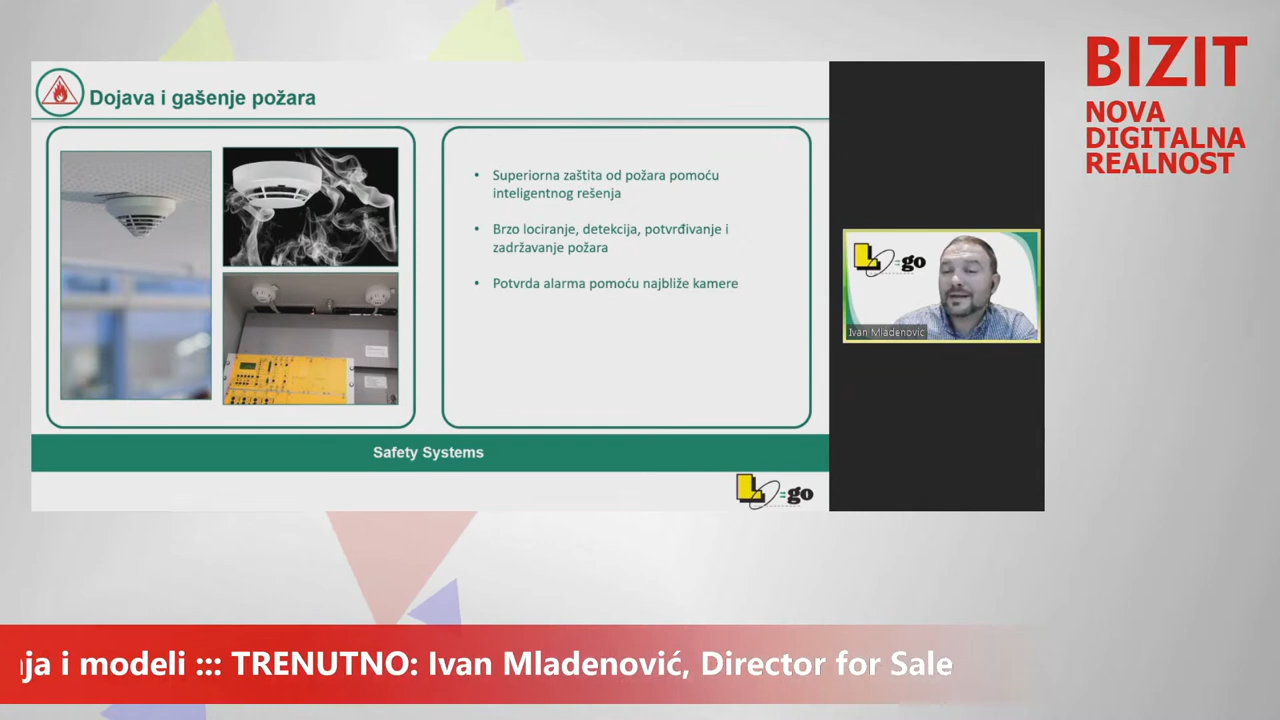 BIZIT
NOVA
DIGITALNA
REALNOST
Dojava i gašenje požara
• Superiorna zaštita od požara pomoću
inteligentnog rešenja
• Brzo lociranje, detekcija, potvrđivanje i
zadržavanje požara
• Potvrda alarma pomoću najbliže kamere
Safety Systems
L=go
L=go
Ivan Mladenovic
ja i modeli ::: TRENUTNO: Ivan Mladenović, Director for Sale